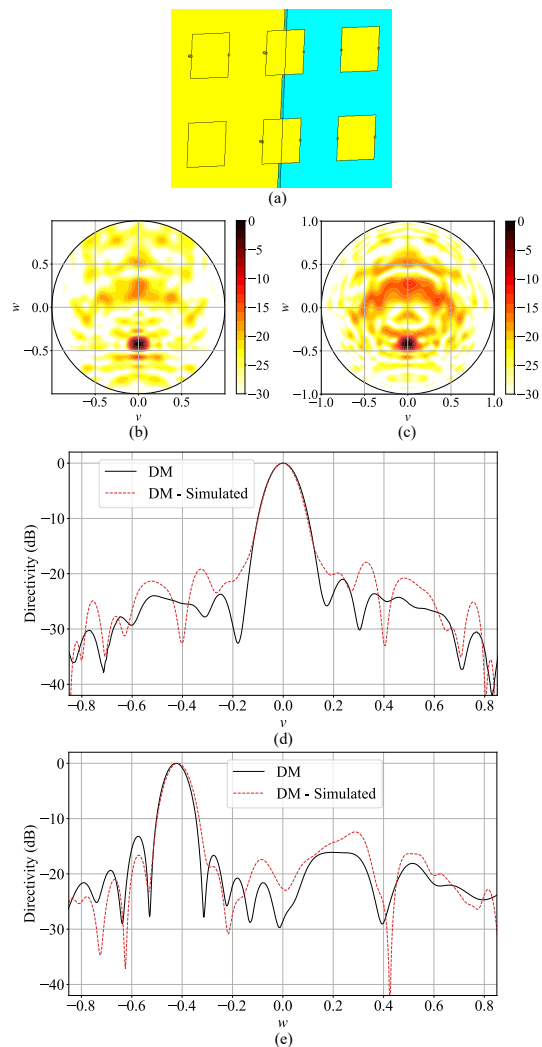 (a)
0.5
0.0
−0.5
−0.5 0.0 0.5
w
v
0
−5
−10
−15
−20
−25
−30
(b)
1.0
0.5
0.0
−0.5
−1.0
−1.0 −0.5 0.0 0.5 1.0
w
v
0
−5
−10
−15
−20
−25
−30
(c)
DM
DM - Simulated
Directivity (dB)
0
−10
−20
−30
−40
−0.8 −0.6 −0.4 −0.2 0.0 0.2 0.4 0.6 0.8
v
(d)
DM
DM - Simulated
Directivity (dB)
0
−10
−20
−30
−40
−0.8 −0.6 −0.4 −0.2 0.0 0.2 0.4 0.6 0.8
w
(e)